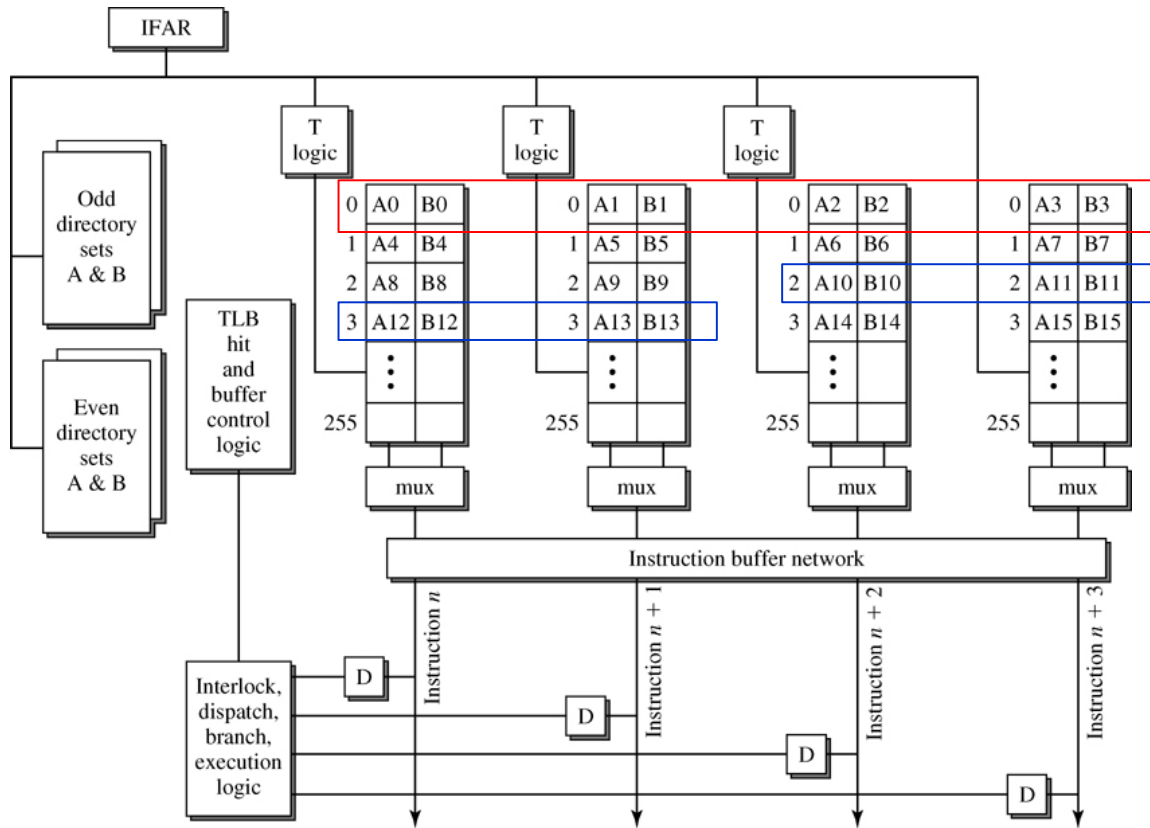 IFAR
T
logic
T
logic
T
logic
Odd
directory
sets
A & B
Even
directory
sets
A & B
TLB
hit
and
buffer
control
logic
0 A0 B0 0 A1 B1 0 A2 B2 0 A3 B3
1 A4 B4 1 A5 B5 1 A6 B6 1 A7 B7
2 A8 B8 2 A9 B9 2 A10 B10 2 A11 B11
3 A12 B12 3 A13 B13 3 A14 B14 3 A15 B15
255 255 255 255
mux mux mux mux
Instruction buffer network
Instruction n
Instruction n + 1
Instruction n + 2
Instruction n + 3
Interlock,
dispatch,
branch,
execution
logic
D
D
D
D